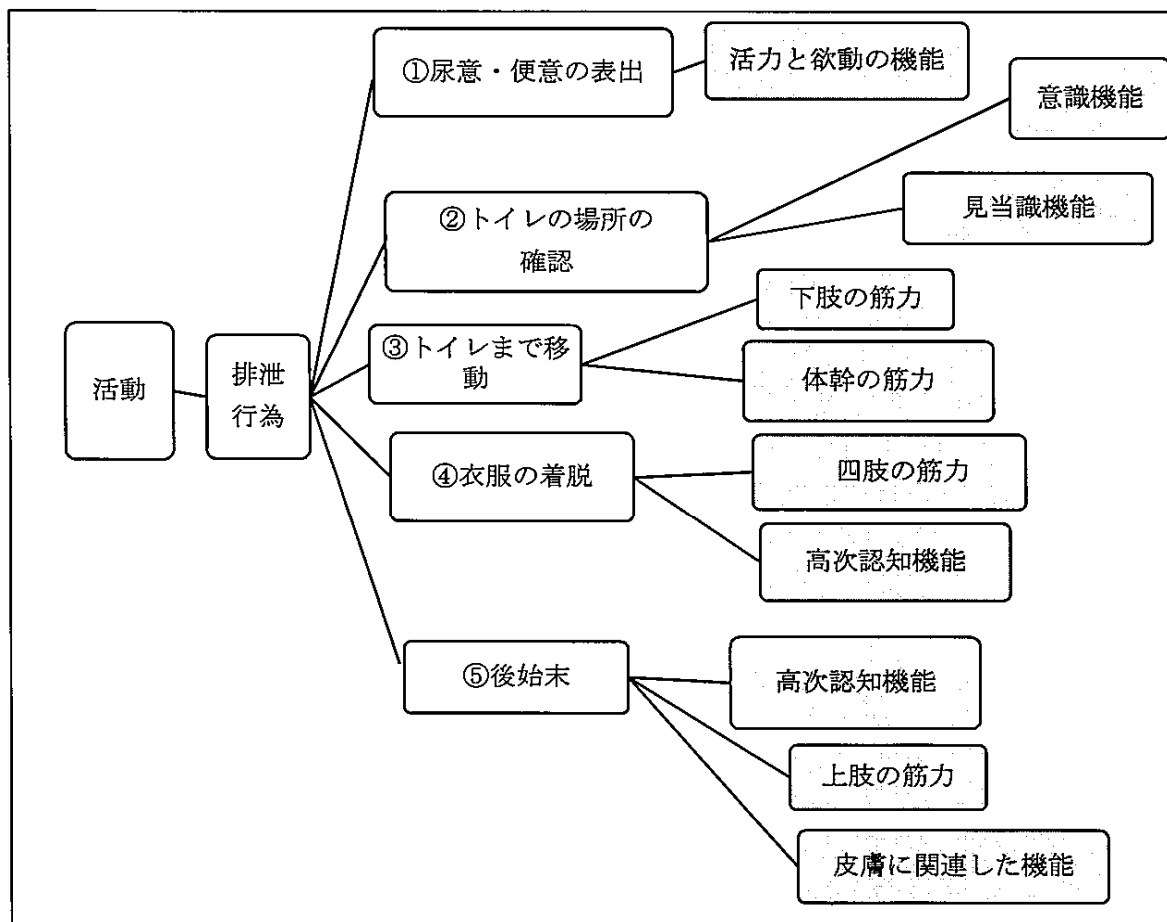 活動
排泄
行為
①尿意・便意の表出
活力と欲動の機能
②トイレの場所の
確認
意識機能
見当識機能
③トイレまで移
動
下肢の筋力
体幹の筋力
④衣服の着脱
四肢の筋力
高次認知機能
⑤後始末
高次認知機能
上肢の筋力
皮膚に関連した機能